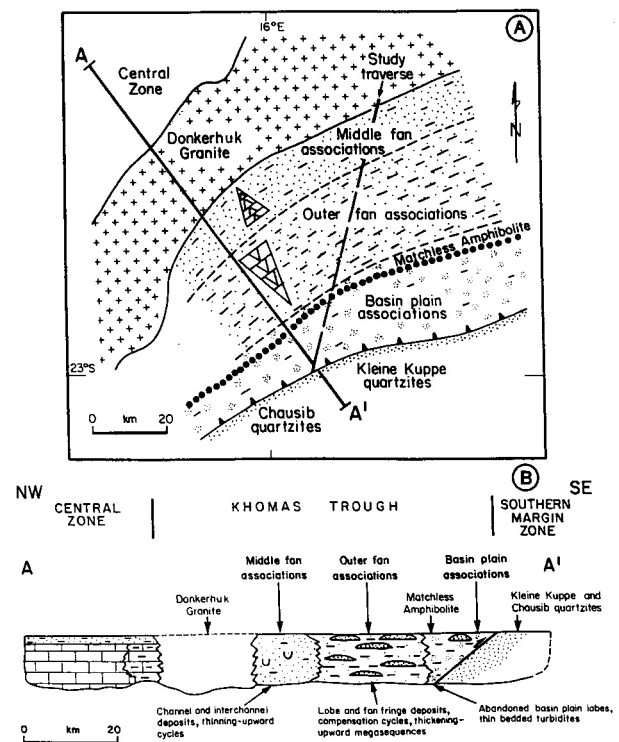 16°E
A
A
Central
Zone
Study
traverse
N
Donkerhuk
Granite
Middle fan
associations
Outer fan associations
Matchless Amphibolite
Basin plain
associations
23°S
Kleine Kuppe
quartzites
0 km 20
A'
Chausib
quartzites
B
NW
SE
CENTRAL
ZONE
KHOMAS TROUGH
SOUTHERN
MARGIN
ZONE
A
A'
Middle fan
associations
Outer fan
associations
Basin plain
associations
Donkerhuk
Granite
Matchless
Amphibolite
Kleine Kuppe and
Chausib quartzites
Channel and interchannel
deposits, thinning-upward
cycles
Lobe and fan fringe deposits,
compensation cycles, thickening-
upward megasequences
Abandoned basin plain lobes,
thin bedded turbidites
0 km 20